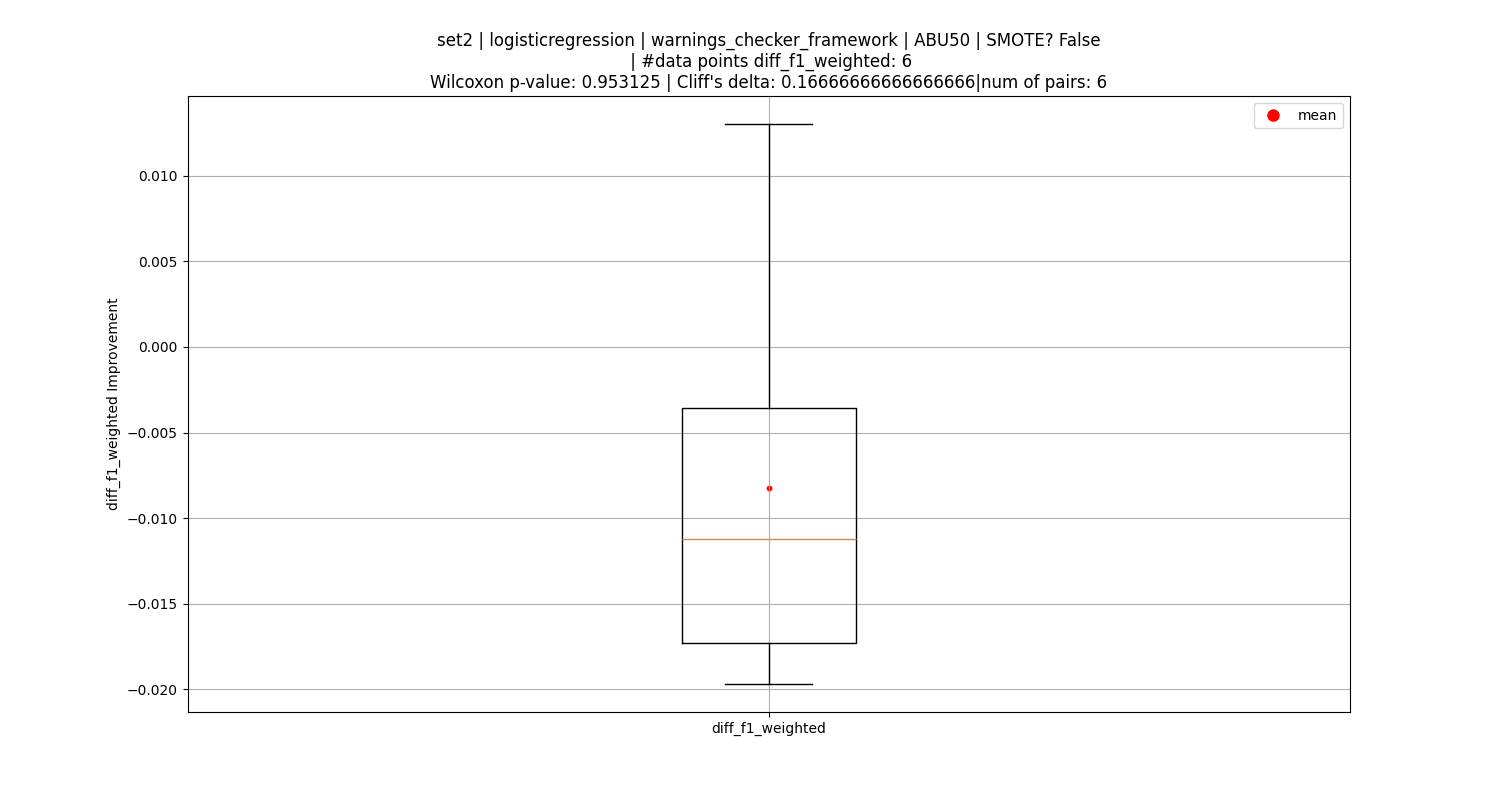 set2 | logisticregression | warnings_checker_framework | ABU50 | SMOTE? False
| #data points diff_f1_weighted: 6
Wilcoxon p-value: 0.953125 | Cliff's delta: 0.16666666666666666|num of pairs: 6
mean
0.010
0.005
0.000
−0.005
−0.010
−0.015
−0.020
diff_f1_weighted Improvement
diff_f1_weighted